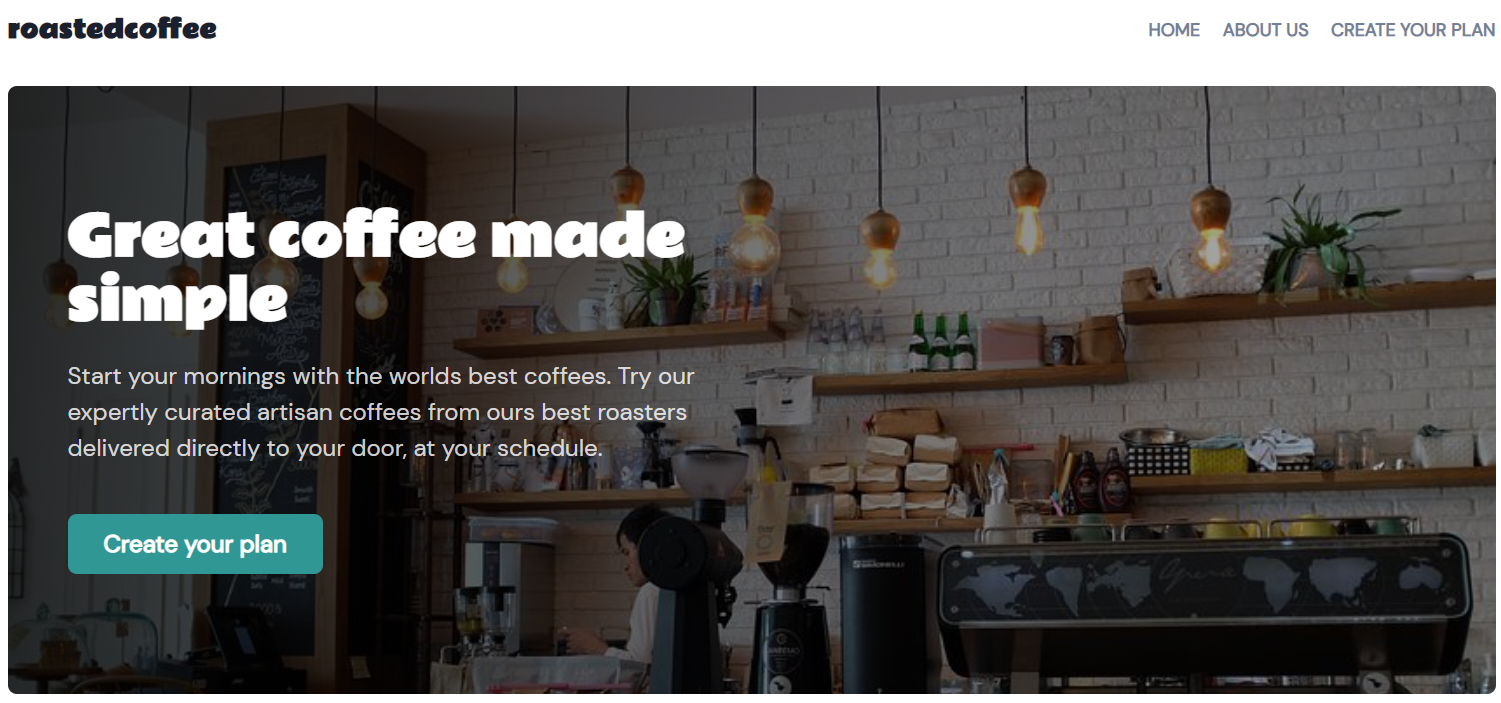 roastedcoffee
HOME ABOUT US CREATE YOUR PLAN
Great coffee made
simple
Start your mornings with the worlds best coffees. Try our
expertly curated artisan coffees from ours best roasters
delivered directly to your door, at your schedule.
Create your plan
Opera